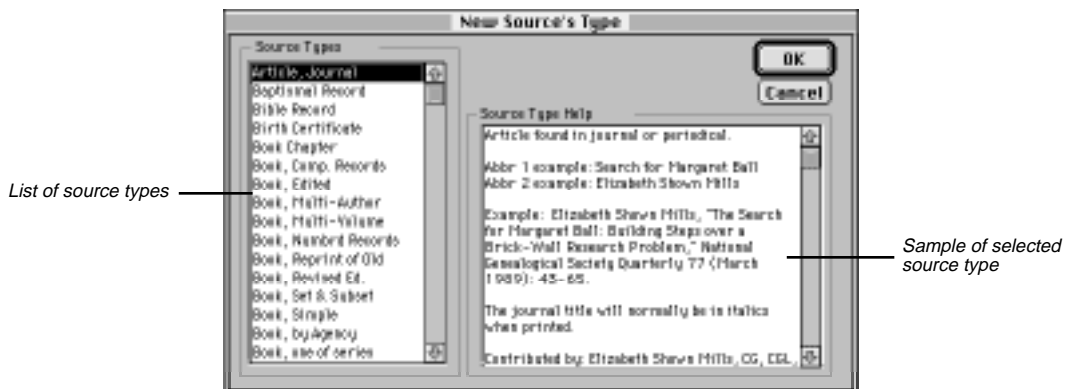 New Source's Type
Source Types
Article, Journal
Baptismal Record
Bible Record
Birth Certificate
Book Chapter
Book, Comp. Records
Book, Edited
Book, Multi-Author
Book, Multi-Volume
Book, Numbrd Records
Book, Reprint of Old
Book, Revised Ed.
Book, Set & Subset
Book, Simple
Book, by Agency
Book, one of series
OK
Cancel
Source Type Help
Article found in journal or periodical.
Abbr 1 example: Search for Margaret Ball
Abbr 2 example: Elizabeth Shown Mills
Example: Elizabeth Shown Mills, "The Search
for Margaret Ball: Building Steps over a
Brick-Wall Research Problem," National
Genealogical Society Quarterly 77 (March
1989): 43-65.
The journal title will normally be in italics
when printed.
Contributed by: Elizabeth Shown Mills, CG, CGL,
List of source types
Sample of selected
source type